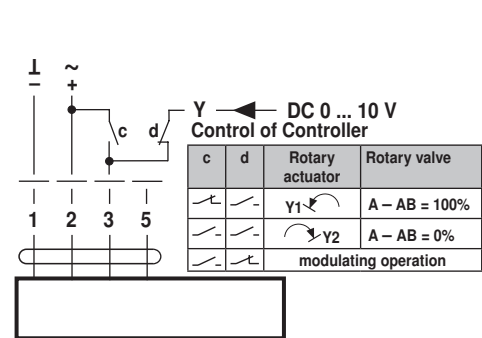 ⊥ ~
− +
Y DC 0 ... 10 V
c d
Control of Controller
c d Rotary actuator Rotary valve
Y1 A – AB = 100%
Y2 A – AB = 0%
modulating operation
1 2 3 5